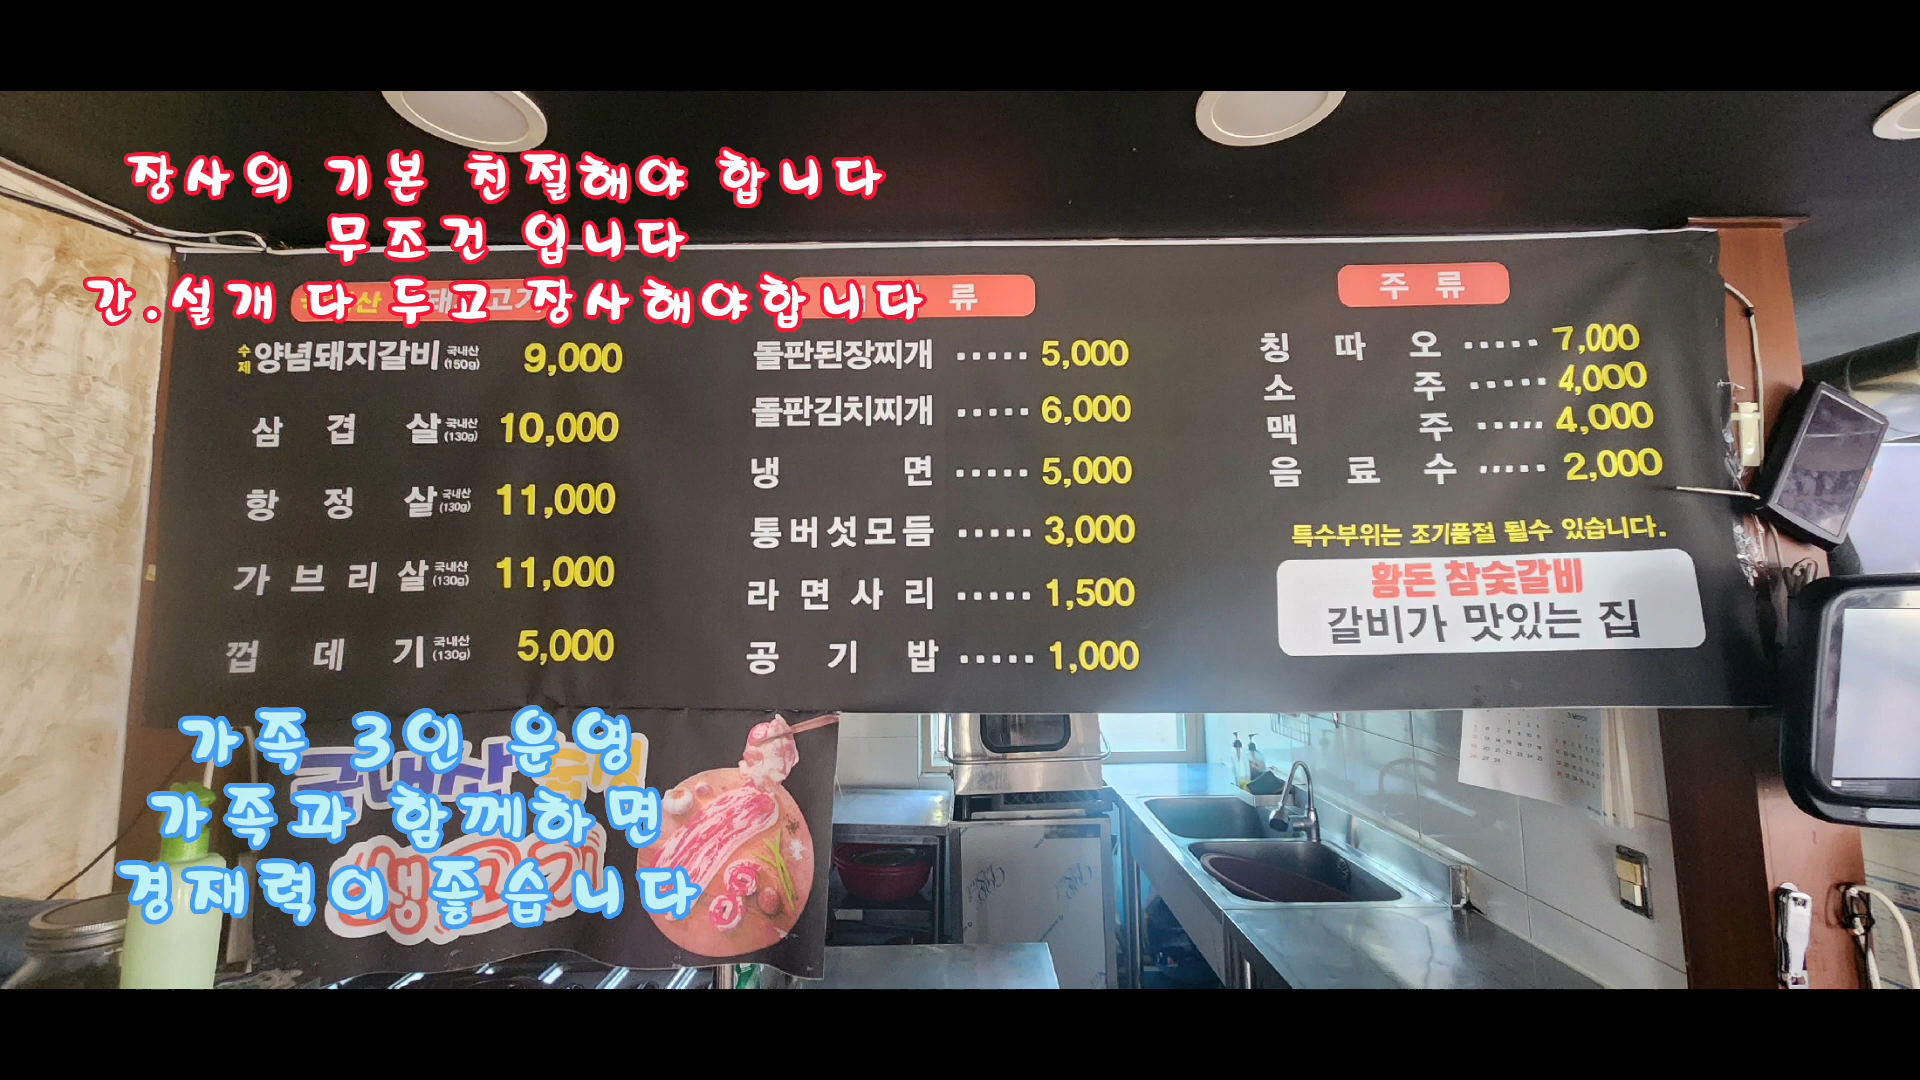 장사의 기본 친절해야 합니다
무조건 입니다
간.설개 다 두교 장사해야합니다
류
주류
수제 양념돼지갈비 국내산 (150g) 9,000
삼겹살 국내산 (130g) 10,000
항정살 국내산 (130g) 11,000
가브리살 국내산 (130g) 11,000
껍데기 국내산 (130g) 5,000
돌판된장찌개 ..... 5,000
돌판김치찌개 ..... 6,000
냉면 ..... 5,000
통버섯모듬 ..... 3,000
라면사리 ..... 1,500
공기밥 ..... 1,000
칭따오 ..... 7,000
소주 ..... 4,000
맥주 ..... 4,000
음료수 ..... 2,000
특수부위는 조기품절 될수 있습니다.
황돈 참숯갈비
갈비가 맛있는 집
가족 3인 운영
가족과 함께하면
경재력이 좋습니다
국내산
생고기